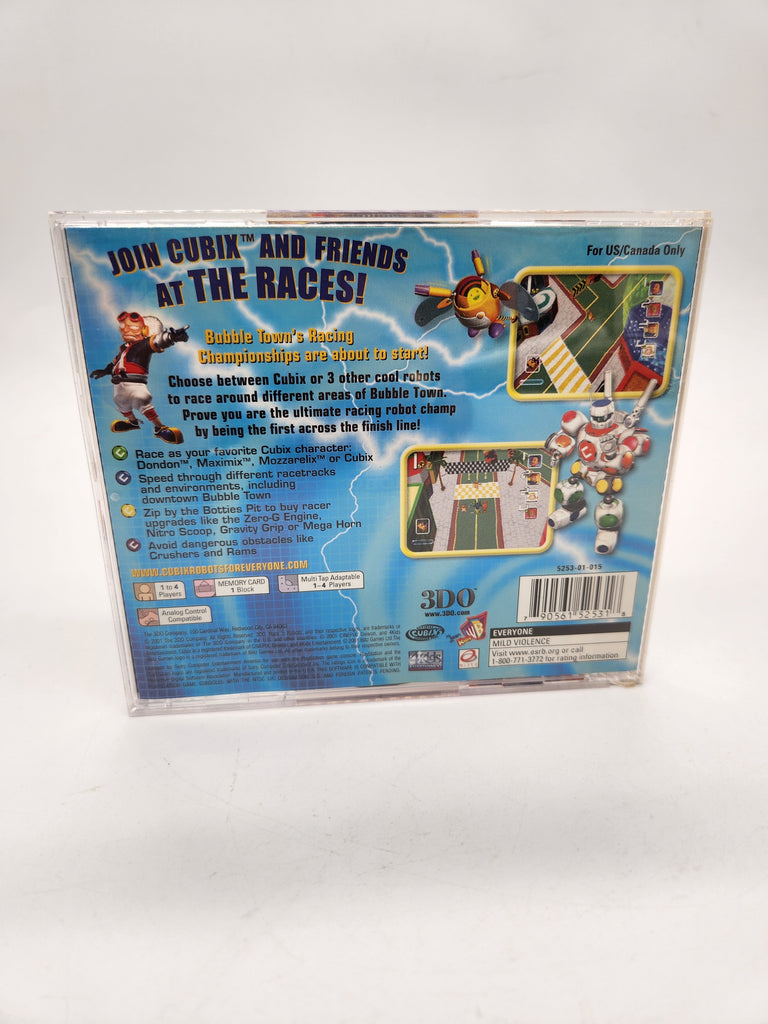 JOIN CUBIX™ AND FRIENDS
AT THE RACES!
For US/Canada Only
Bubble Town's Racing
Championships are about to start!
Choose between Cubix or 3 other cool robots
to race around different areas of Bubble Town.
Prove you are the ultimate racing robot champ
by being the first across the finish line!
Race as your favorite Cubix character:
Dondon™, Maximix™, Mozzarelix™ or Cubix
Speed through different racetracks
and environments, including
downtown Bubble Town
Zip by the Botties Pit to buy racer
upgrades like the Zero-G Engine,
Nitro Scoop, Gravity Grip or Mega Horn
Avoid dangerous obstacles like
Crushers and Rams
WWW.CUBIXROBOTSFOREVERYONE.COM
1 to 4
Players
MEMORY CARD
1 Block
Multi Tap Adaptable
1-4 Players
Analog Control
Compatible
3DO
www.3DO.com
CUBIX
WB
4Kids
5253-01-015
7 90561 52531 5
EVERYONE
MILD VIOLENCE
Visit www.esrb.org or call
1-800-771-3772 for rating information